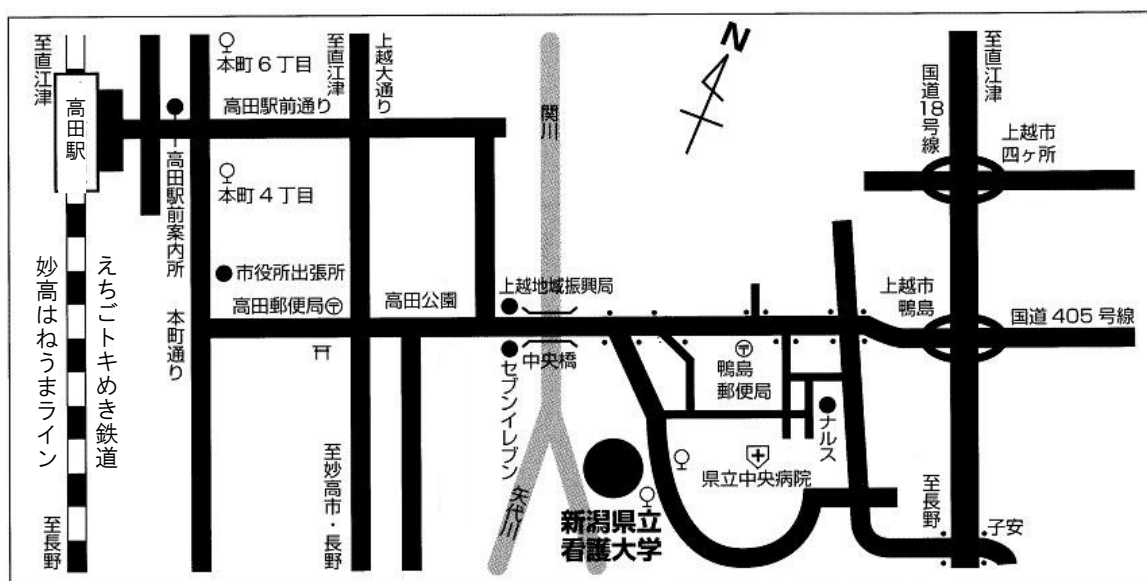 至直江津
高田駅
本町６丁目
高田駅前通り
至直江津
上越大通り
関川
N
国道
18号線
至直江津
上越市
四ヶ所
高田駅前案内所
本町４丁目
市役所出張所
高田郵便局〒
高田公園
上越地域振興局
上越市
鴨島
国道405号線
本町通り
えちごトキめき鉄道
妙高はねうまライン
中央橋
セブンイレブン
〒
鴨島
郵便局
ナルス
県立中央病院
至妙高市・長野
矢代川
新潟県立
看護大学
至長野
至長野
子安